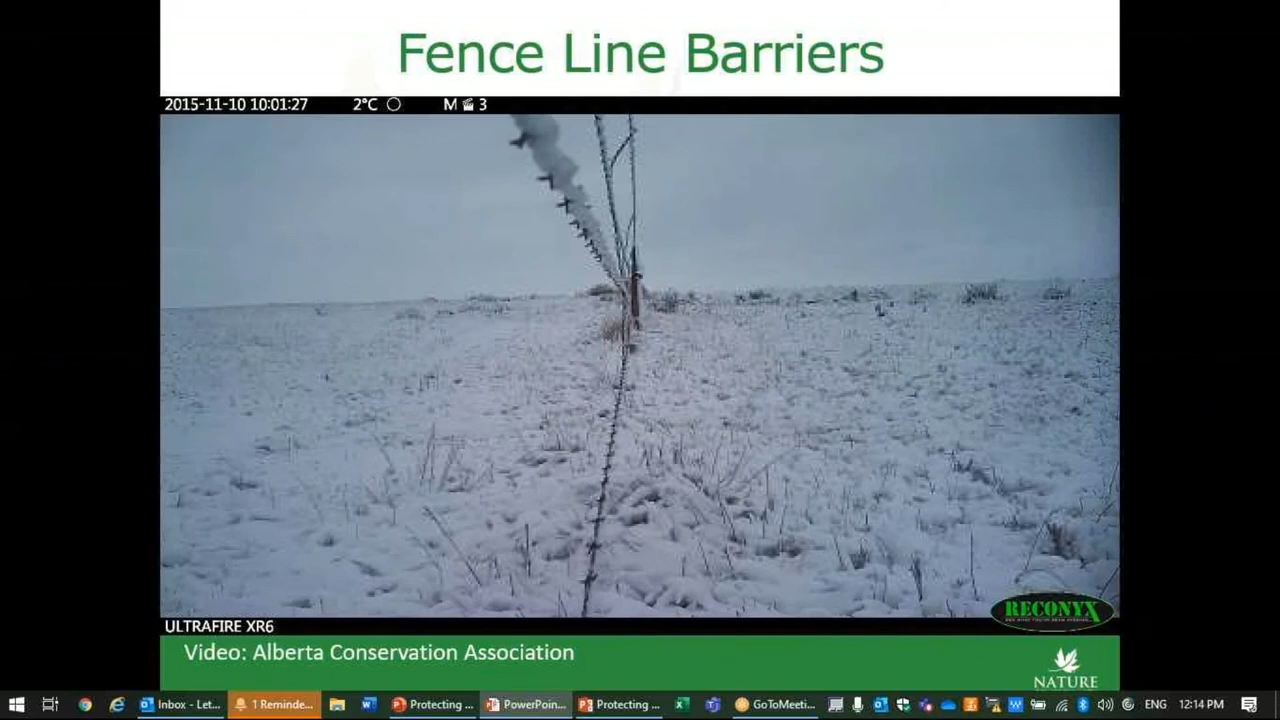 Fence Line Barriers
2015-11-10 10:01:27 2°C M 3
RECONYX
ULTRAFIRE XR6
Video: Alberta Conservation Association
NATURE
Inbox - Let... 1 Reminde... Protecting ... PowerPoin... Protecting ... GoToMeeti... ENG 12:14 PM